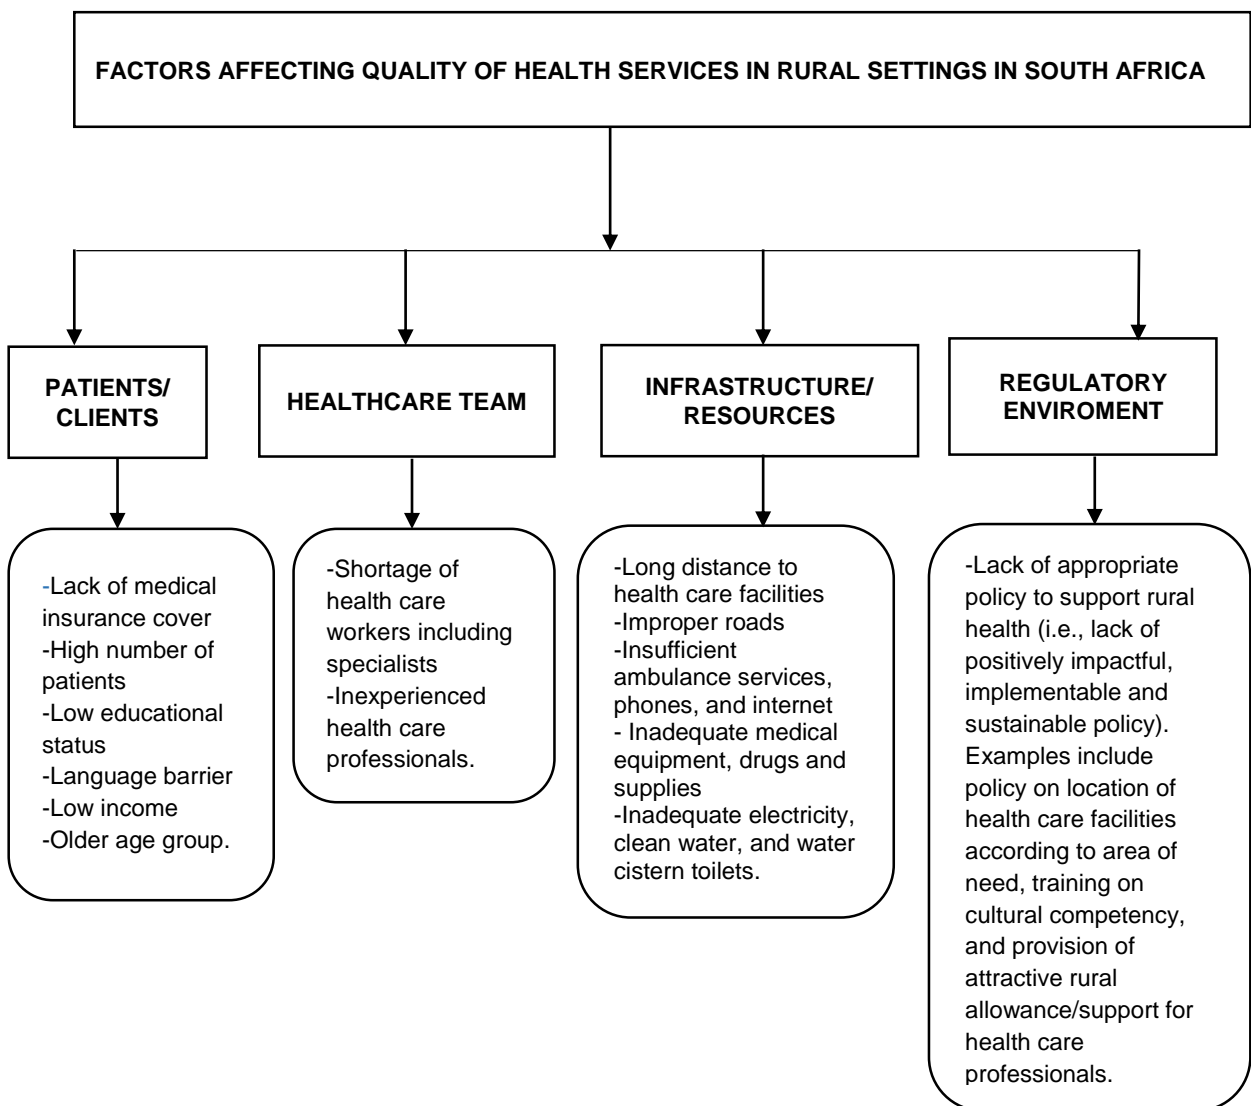 FACTORS AFFECTING QUALITY OF HEALTH SERVICES IN RURAL SETTINGS IN SOUTH AFRICA
PATIENTS/
CLIENTS
HEALTHCARE TEAM
INFRASTRUCTURE/
RESOURCES
REGULATORY
ENVIROMENT
-Lack of medical
insurance cover
-High number of
patients
-Low educational
status
-Language barrier
-Low income
-Older age group.
-Shortage of
health care
workers including
specialists
-Inexperienced
health care
professionals.
-Long distance to
health care facilities
-Improper roads
-Insufficient
ambulance services,
phones, and internet
- Inadequate medical
equipment, drugs and
supplies
-Inadequate electricity,
clean water, and water
cistern toilets.
-Lack of appropriate
policy to support rural
health (i.e., lack of
positively impactful,
implementable and
sustainable policy).
Examples include
policy on location of
health care facilities
according to area of
need, training on
cultural competency,
and provision of
attractive rural
allowance/support for
health care
professionals.